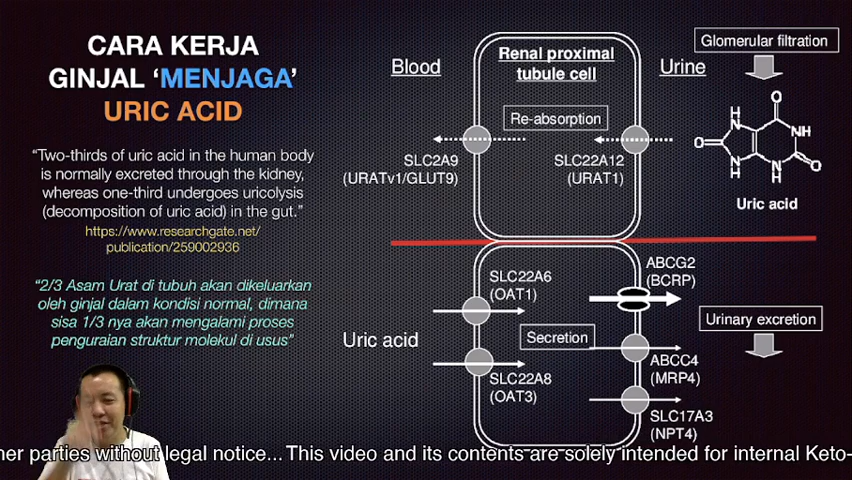 CARA KERJA
GINJAL ‘MENJAGA’
URIC ACID
“Two-thirds of uric acid in the human body
is normally excreted through the kidney,
whereas one-third undergoes uricolysis
(decomposition of uric acid) in the gut.”
https://www.researchgate.net/
publication/259002936
“2/3 Asam Urat di tubuh akan dikeluarkan
oleh ginjal dalam kondisi normal, dimana
sisa 1/3 nya akan mengalami proses
penguraian struktur molekul di usus”
Blood
Renal proximal
tubule cell
Urine
Glomerular filtration
Re-absorption
SLC2A9
(URATv1/GLUT9)
SLC22A12
(URAT1)
O
H
N
NH
O
N
H
N
H
O
Uric acid
SLC22A6
(OAT1)
ABCG2
(BCRP)
Uric acid
Secretion
Urinary excretion
SLC22A8
(OAT3)
ABCC4
(MRP4)
SLC17A3
(NPT4)
her parties without legal notice... This video and its contents are solely intended for internal Keto-